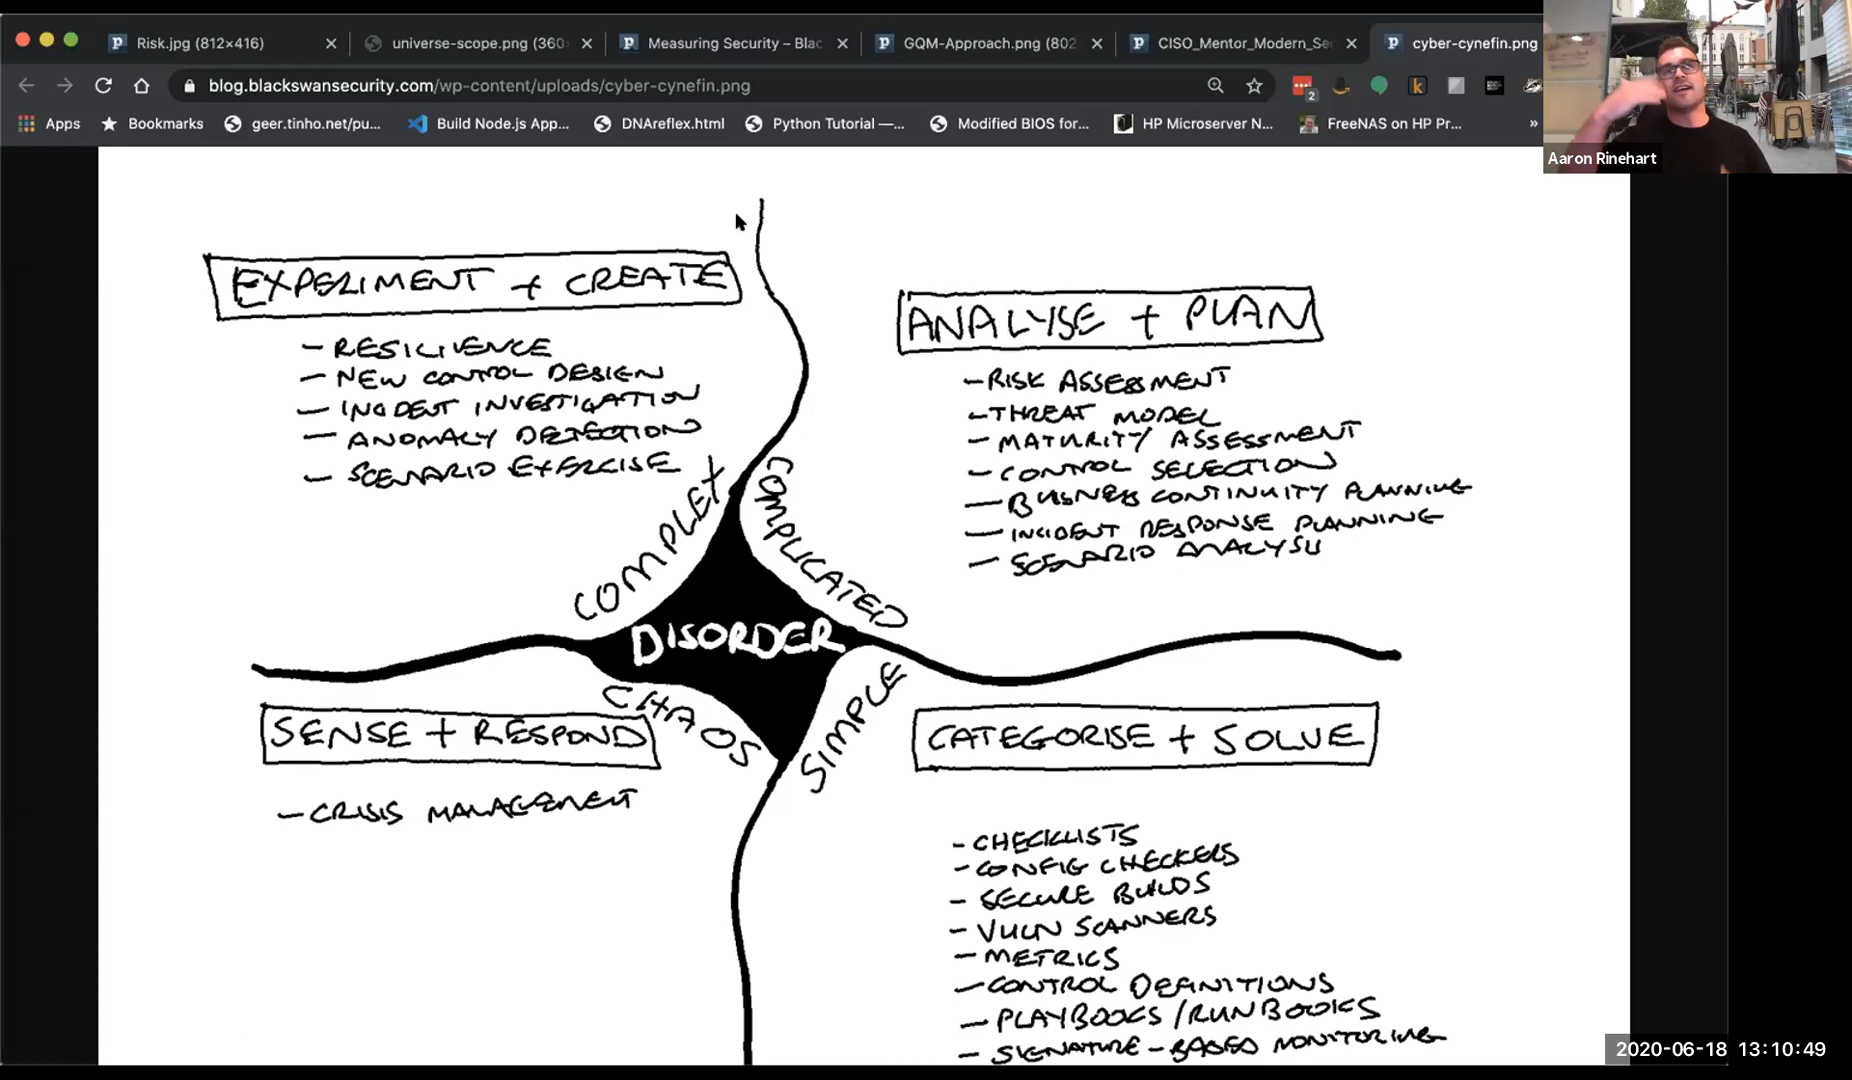 Risk.jpg (812×416)
universe-scope.png (360
Measuring Security – Blac
GQM-Approach.png (802
CISO_Mentor_Modern_Se
cyber-cynefin.png
blog.blackswansecurity.com/wp-content/uploads/cyber-cynefin.png
2
Apps
Bookmarks
geer.tinho.net/pu...
Build Node.js App...
DNAreflex.html
Python Tutorial —...
Modified BIOS for...
HP Microserver N...
FreeNAS on HP Pr...
»
Aaron Rinehart
EXPERIMENT + CREATE
- RESILIENCE
- NEW CONTROL DESIGN
- INCIDENT INVESTIGATION
- ANOMALY DETECTION
- SCENARIO EXERCISE
ANALYSE + PLAN
- RISK ASSESSMENT
- THREAT MODEL
- MATURITY ASSESSMENT
- CONTROL SELECTION
- BUISNESS CONTINUITY PLANNING
- INCIDENT RESPONSE PLANNING
- SCENARIO ANALYSIS
COMPLEX
COMPLICATED
DISORDER
CHAOS
SIMPLE
SENSE + RESPOND
- CRISIS MANAGEMENT
CATEGORISE + SOLVE
- CHECKLISTS
- CONFIG CHECKERS
- SECURE BUILDS
- VULN SCANNERS
- METRICS
- CONTROL DEFINITIONS
- PLAYBOOKS/RUNBOOKS
- SIGNATURE-BASED MONITORING
2020-06-18 13:10:49